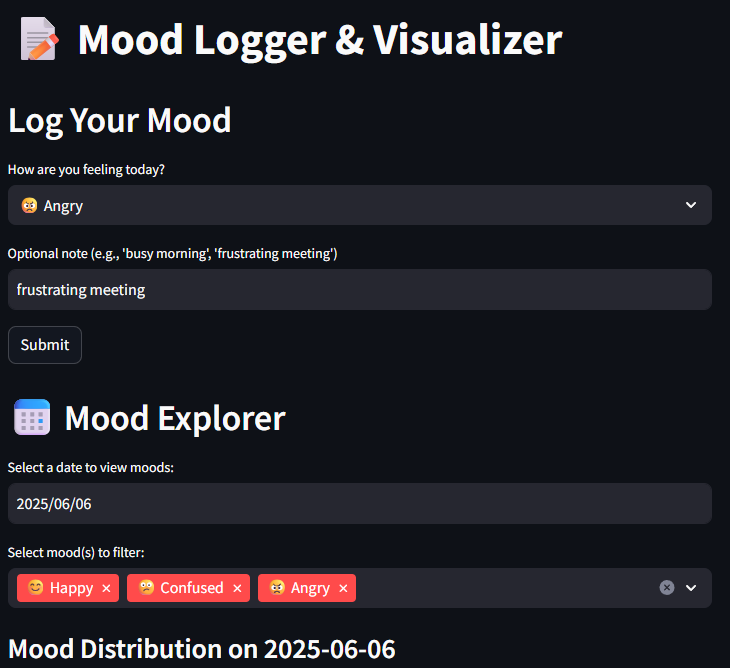 Mood Logger & Visualizer
Log Your Mood
How are you feeling today?
Angry
Optional note (e.g., 'busy morning', 'frustrating meeting')
frustrating meeting
Submit
Mood Explorer
Select a date to view moods:
2025/06/06
Select mood(s) to filter:
Happy × Confused × Angry ×
Mood Distribution on 2025-06-06